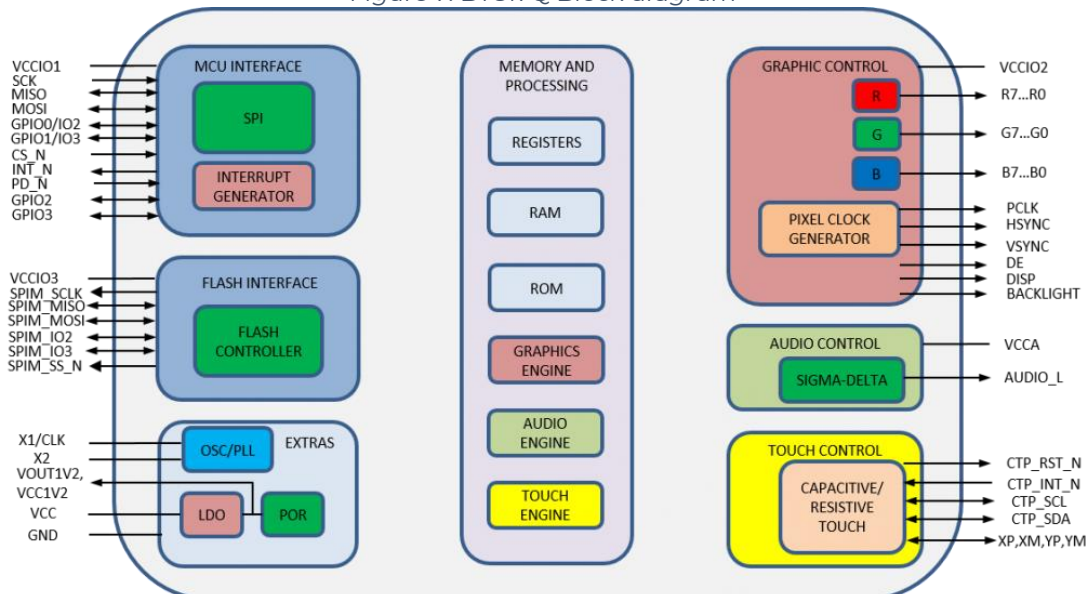 VCCIO1
SCK
MISO
MOSI
GPIO0/IO2
GPIO1/IO3
CS_N
INT_N
PD_N
GPIO2
GPIO3
MCU INTERFACE
SPI
INTERRUPT
GENERATOR
VCCIO3
SPIM_SCLK
SPIM_MISO
SPIM_MOSI
SPIM_IO2
SPIM_IO3
SPIM_SS_N
FLASH INTERFACE
FLASH
CONTROLLER
X1/CLK
X2
VOUT1V2,
VCC1V2
VCC
GND
OSC/PLL
EXTRAS
LDO
POR
MEMORY AND
PROCESSING
REGISTERS
RAM
ROM
GRAPHICS
ENGINE
AUDIO
ENGINE
TOUCH
ENGINE
GRAPHIC CONTROL
R
G
B
PIXEL CLOCK
GENERATOR
VCCIO2
R7...R0
G7...G0
B7...B0
PCLK
HSYNC
VSYNC
DE
DISP
BACKLIGHT
AUDIO CONTROL
SIGMA-DELTA
VCCA
AUDIO_L
TOUCH CONTROL
CAPACITIVE/
RESISTIVE
TOUCH
CTP_RST_N
CTP_INT_N
CTP_SCL
CTP_SDA
XP,XM,YP,YM